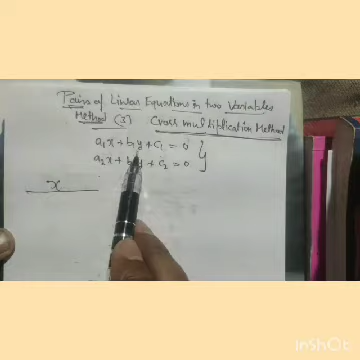 Pairs of Linear Equations in two Variables
Method (3) Cross multiplication Method
a₁x + b₁y + c₁ = 0
a₂x + b₂y + c₂ = 0
x
InShOt